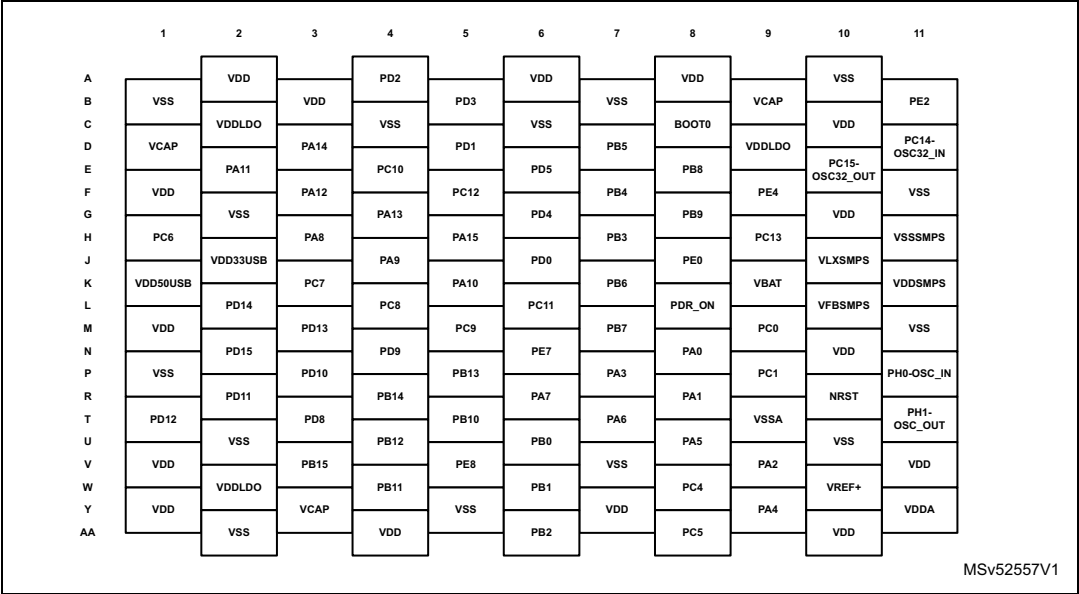 1 2 3 4 5 6 7 8 9 10 11
A VDD PD2 VDD VDD VSS
B VSS VDD PD3 VSS VCAP PE2
C VDDLDO VSS VSS BOOT0 VDD
D VCAP PA14 PD1 PB5 VDDLDO PC14-
OSC32_IN
E PA11 PC10 PD5 PB8 PC15-
OSC32_OUT
F VDD PA12 PC12 PB4 PE4 VSS
G VSS PA13 PD4 PB9 VDD
H PC6 PA8 PA15 PB3 PC13 VSSSMPS
J VDD33USB PA9 PD0 PE0 VLXSMPS
K VDD50USB PC7 PA10 PB6 VBAT VDDSMPS
L PD14 PC8 PC11 PDR_ON VFBSMPS
M VDD PD13 PC9 PB7 PC0 VSS
N PD15 PD9 PE7 PA0 VDD
P VSS PD10 PB13 PA3 PC1 PH0-OSC_IN
R PD11 PB14 PA7 PA1 NRST
T PD12 PD8 PB10 PA6 VSSA PH1-
OSC_OUT
U VSS PB12 PB0 PA5 VSS
V VDD PB15 PE8 VSS PA2 VDD
W VDDLDO PB11 PB1 PC4 VREF+
Y VDD VCAP VSS VDD PA4 VDDA
AA VSS VDD PB2 PC5 VDD
MSv52557V1